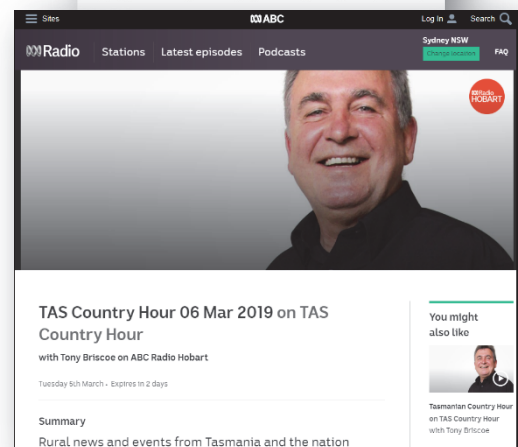 Sites
ABC
Log In
Search
Radio
Stations
Latest episodes
Podcasts
Sydney NSW
Change location
FAQ
Radio
HOBART
TAS Country Hour 06 Mar 2019 on TAS
Country Hour
with Tony Briscoe on ABC Radio Hobart
Tuesday 5th March • Expires in 2 days
Summary
Rural news and events from Tasmania and the nation
You might
also like
Tasmanian Country Hour
on TAS Country Hour
with Tony Briscoe